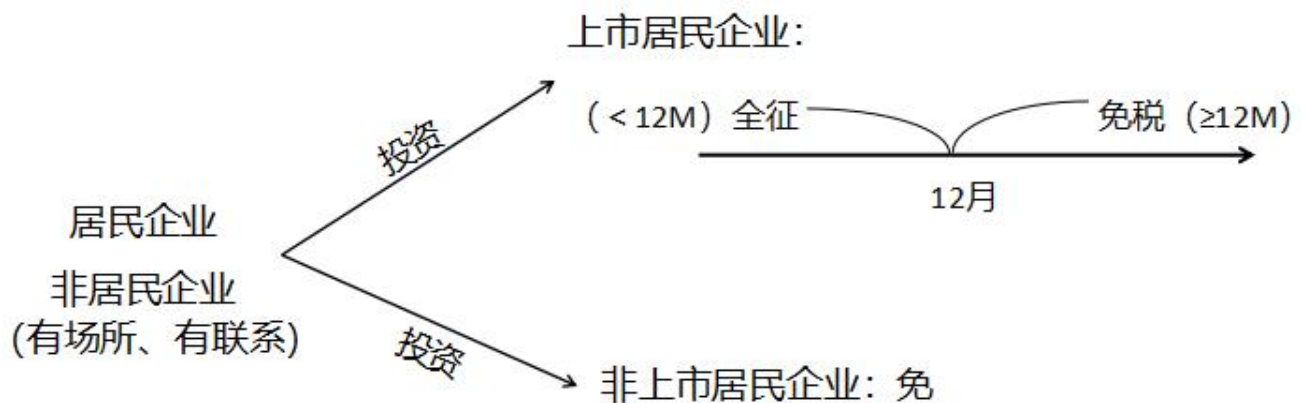 上市居民企业：
（＜12M）全征
免税（≥12M）
12月
投资
居民企业
非居民企业
(有场所、有联系)
投资
非上市居民企业：免